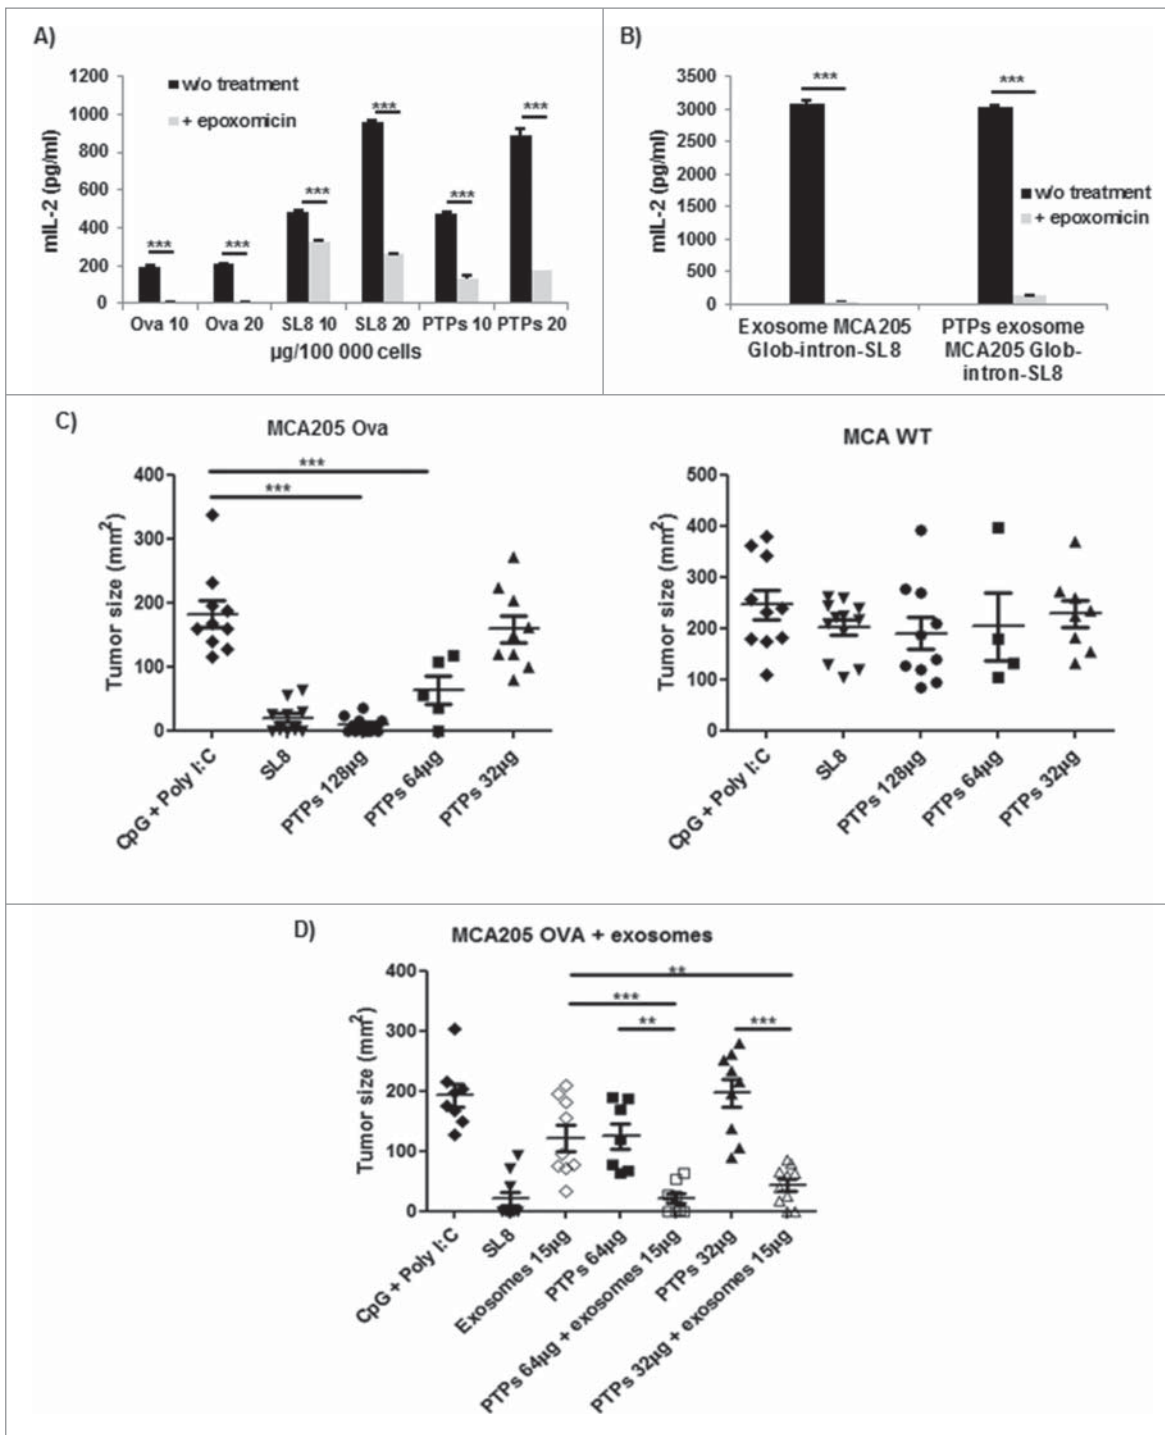 A)
1200
1000
800
600
400
200
0
mIL-2 (pg/ml)
w/o treatment
+ epoxomicin
***
***
***
***
***
***
Ova 10 Ova 20 SL8 10 SL8 20 PTPs 10 PTPs 20
µg/100 000 cells
B)
3500
3000
2500
2000
1500
1000
500
0
mIL-2 (pg/ml)
***
***
w/o treatment
+ epoxomicin
Exosome MCA205
Glob-intron-SL8
PTPs exosome
MCA205 Glob-
intron-SL8
C)
MCA205 Ova
***
***
400
300
200
100
0
Tumor size (mm²)
CpG + Poly I:C
SL8
PTPs 128µg
PTPs 64µg
PTPs 32µg
MCA WT
500
400
300
200
100
0
Tumor size (mm²)
CpG + Poly I:C
SL8
PTPs 128µg
PTPs 64µg
PTPs 32µg
D)
MCA205 OVA + exosomes
**
***
**
***
400
300
200
100
0
Tumor size (mm²)
CpG + Poly I:C
SL8
Exosomes 15µg
PTPs 64µg
PTPs 64µg + exosomes 15µg
PTPs 32µg
PTPs 32µg + exosomes 15µg